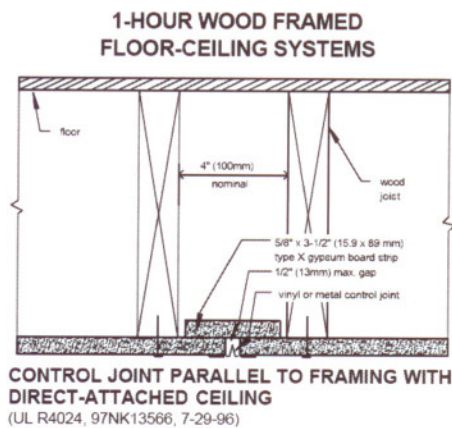 1-HOUR WOOD FRAMED
FLOOR-CEILING SYSTEMS
floor
4" (100mm)
nominal
wood
joist
5/8" x 3-1/2" (15.9 x 89 mm)
type X gypsum board strip
1/2" (13mm) max. gap
vinyl or metal control joint
CONTROL JOINT PARALLEL TO FRAMING WITH
DIRECT-ATTACHED CEILING
(UL R4024, 97NK13566, 7-29-96)